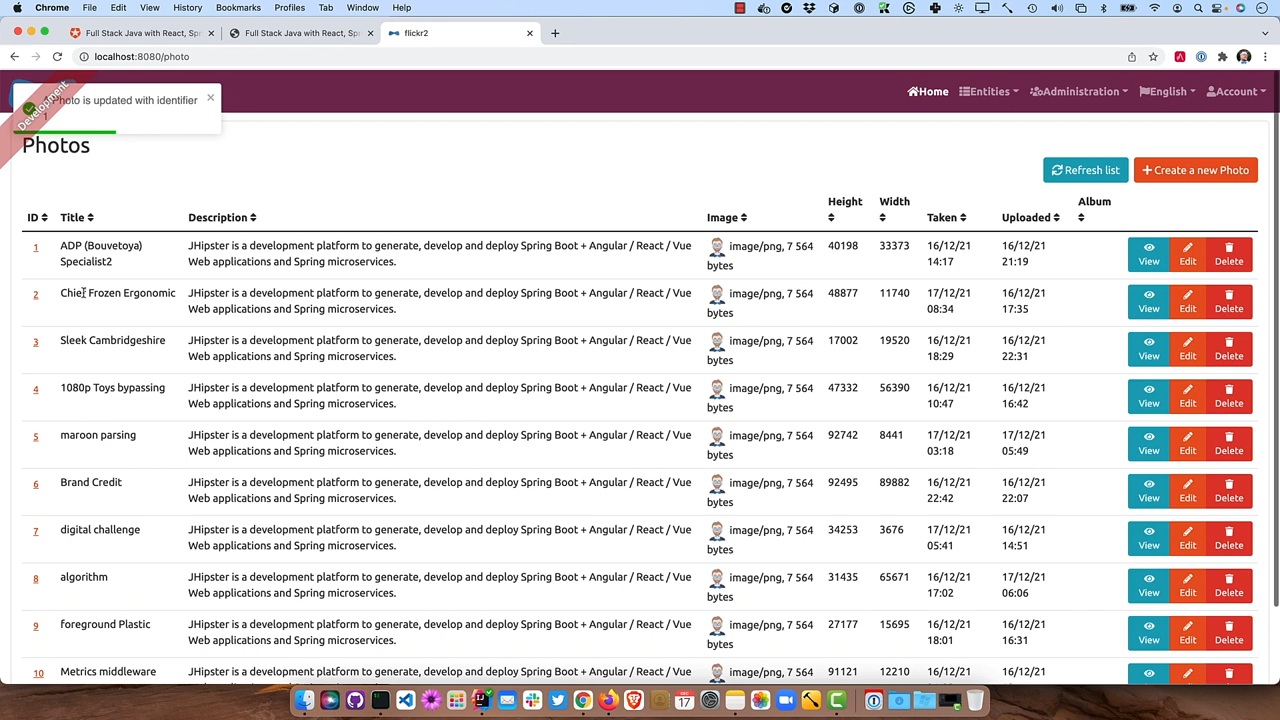 Chrome File Edit View History Bookmarks Profiles Tab Window Help
Full Stack Java with React, Spr Full Stack Java with React, Sp flickr2
localhost:8080/photo
Home Entities Administration English Account
Development
Photo is updated with identifier
1
Photos
Refresh list Create a new Photo
ID Title Description Image Height Width Taken Uploaded Album
1 ADP (Bouvetoya) JHipster is a development platform to generate, develop and deploy Spring Boot + Angular / React / Vue image/png, 7 564 40198 33373 16/12/21 16/12/21
Specialist2 Web applications and Spring microservices. bytes 14:17 21:19 View Edit Delete
2 Chief Frozen Ergonomic JHipster is a development platform to generate, develop and deploy Spring Boot + Angular / React / Vue image/png, 7 564 48877 11740 17/12/21 16/12/21
Web applications and Spring microservices. bytes 08:34 17:35 View Edit Delete
3 Sleek Cambridgeshire JHipster is a development platform to generate, develop and deploy Spring Boot + Angular / React / Vue image/png, 7 564 17002 19520 16/12/21 16/12/21
Web applications and Spring microservices. bytes 18:29 22:31 View Edit Delete
4 1080p Toys bypassing JHipster is a development platform to generate, develop and deploy Spring Boot + Angular / React / Vue image/png, 7 564 47332 56390 16/12/21 16/12/21
Web applications and Spring microservices. bytes 10:47 16:42 View Edit Delete
5 maroon parsing JHipster is a development platform to generate, develop and deploy Spring Boot + Angular / React / Vue image/png, 7 564 92742 8441 17/12/21 17/12/21
Web applications and Spring microservices. bytes 03:18 05:49 View Edit Delete
6 Brand Credit JHipster is a development platform to generate, develop and deploy Spring Boot + Angular / React / Vue image/png, 7 564 92495 89882 16/12/21 16/12/21
Web applications and Spring microservices. bytes 22:42 22:07 View Edit Delete
7 digital challenge JHipster is a development platform to generate, develop and deploy Spring Boot + Angular / React / Vue image/png, 7 564 34253 3676 17/12/21 16/12/21
Web applications and Spring microservices. bytes 05:41 14:51 View Edit Delete
8 algorithm JHipster is a development platform to generate, develop and deploy Spring Boot + Angular / React / Vue image/png, 7 564 31435 65671 16/12/21 17/12/21
Web applications and Spring microservices. bytes 17:02 06:06 View Edit Delete
9 foreground Plastic JHipster is a development platform to generate, develop and deploy Spring Boot + Angular / React / Vue image/png, 7 564 27177 15695 16/12/21 16/12/21
Web applications and Spring microservices. bytes 18:01 16:31 View Edit Delete
10 Metrics middleware JHipster is a development platform to generate, develop and deploy Spring Boot + Angular / React / Vue image/png, 7 564 91121 12210 16/12/21 16/12/21
17